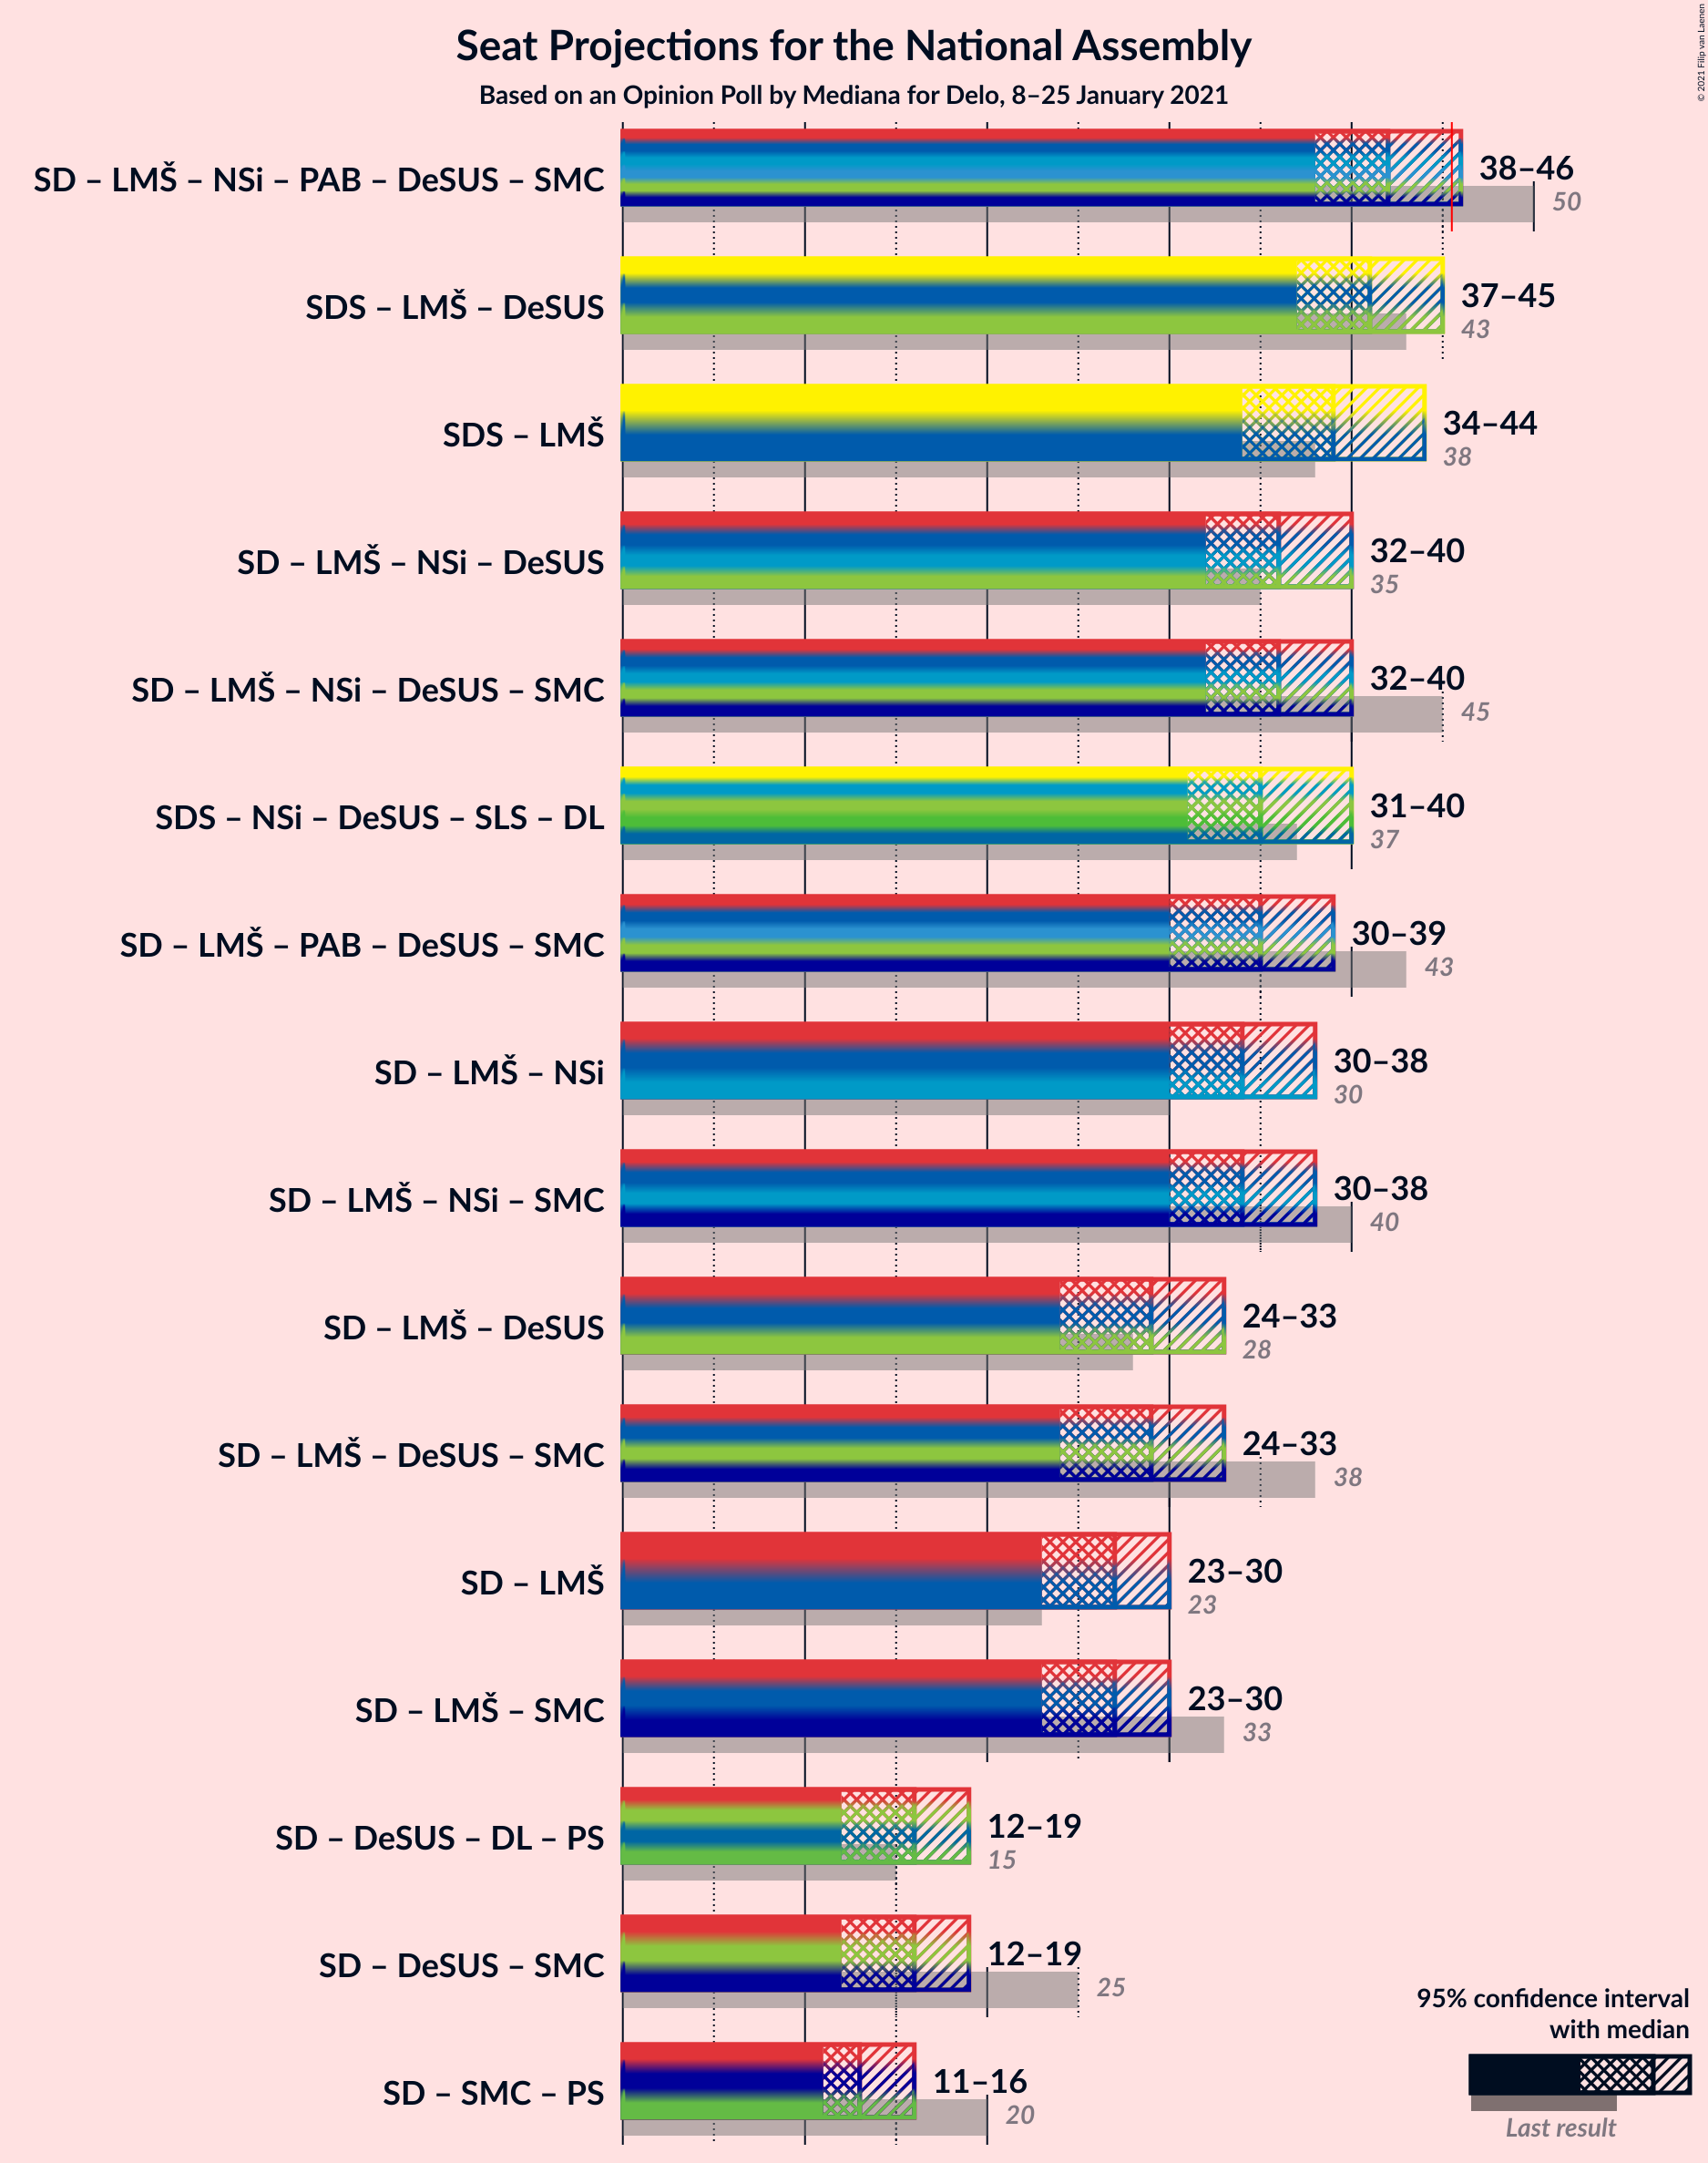 Seat Projections for the National Assembly
Based on an Opinion Poll by Mediana for Delo, 8–25 January 2021
© 2021 Filip van Laenen
SD – LMŠ – NSi – PAB – DeSUS – SMC
38–46
50
SDS – LMŠ – DeSUS
37–45
43
SDS – LMŠ
34–44
38
SD – LMŠ – NSi – DeSUS
32–40
35
SD – LMŠ – NSi – DeSUS – SMC
32–40
45
SDS – NSi – DeSUS – SLS – DL
31–40
37
SD – LMŠ – PAB – DeSUS – SMC
30–39
43
SD – LMŠ – NSi
30–38
30
SD – LMŠ – NSi – SMC
30–38
40
SD – LMŠ – DeSUS
24–33
28
SD – LMŠ – DeSUS – SMC
24–33
38
SD – LMŠ
23–30
23
SD – LMŠ – SMC
23–30
33
SD – DeSUS – DL – PS
12–19
15
SD – DeSUS – SMC
12–19
25
SD – SMC – PS
11–16
20
95% confidence interval
with median
Last result